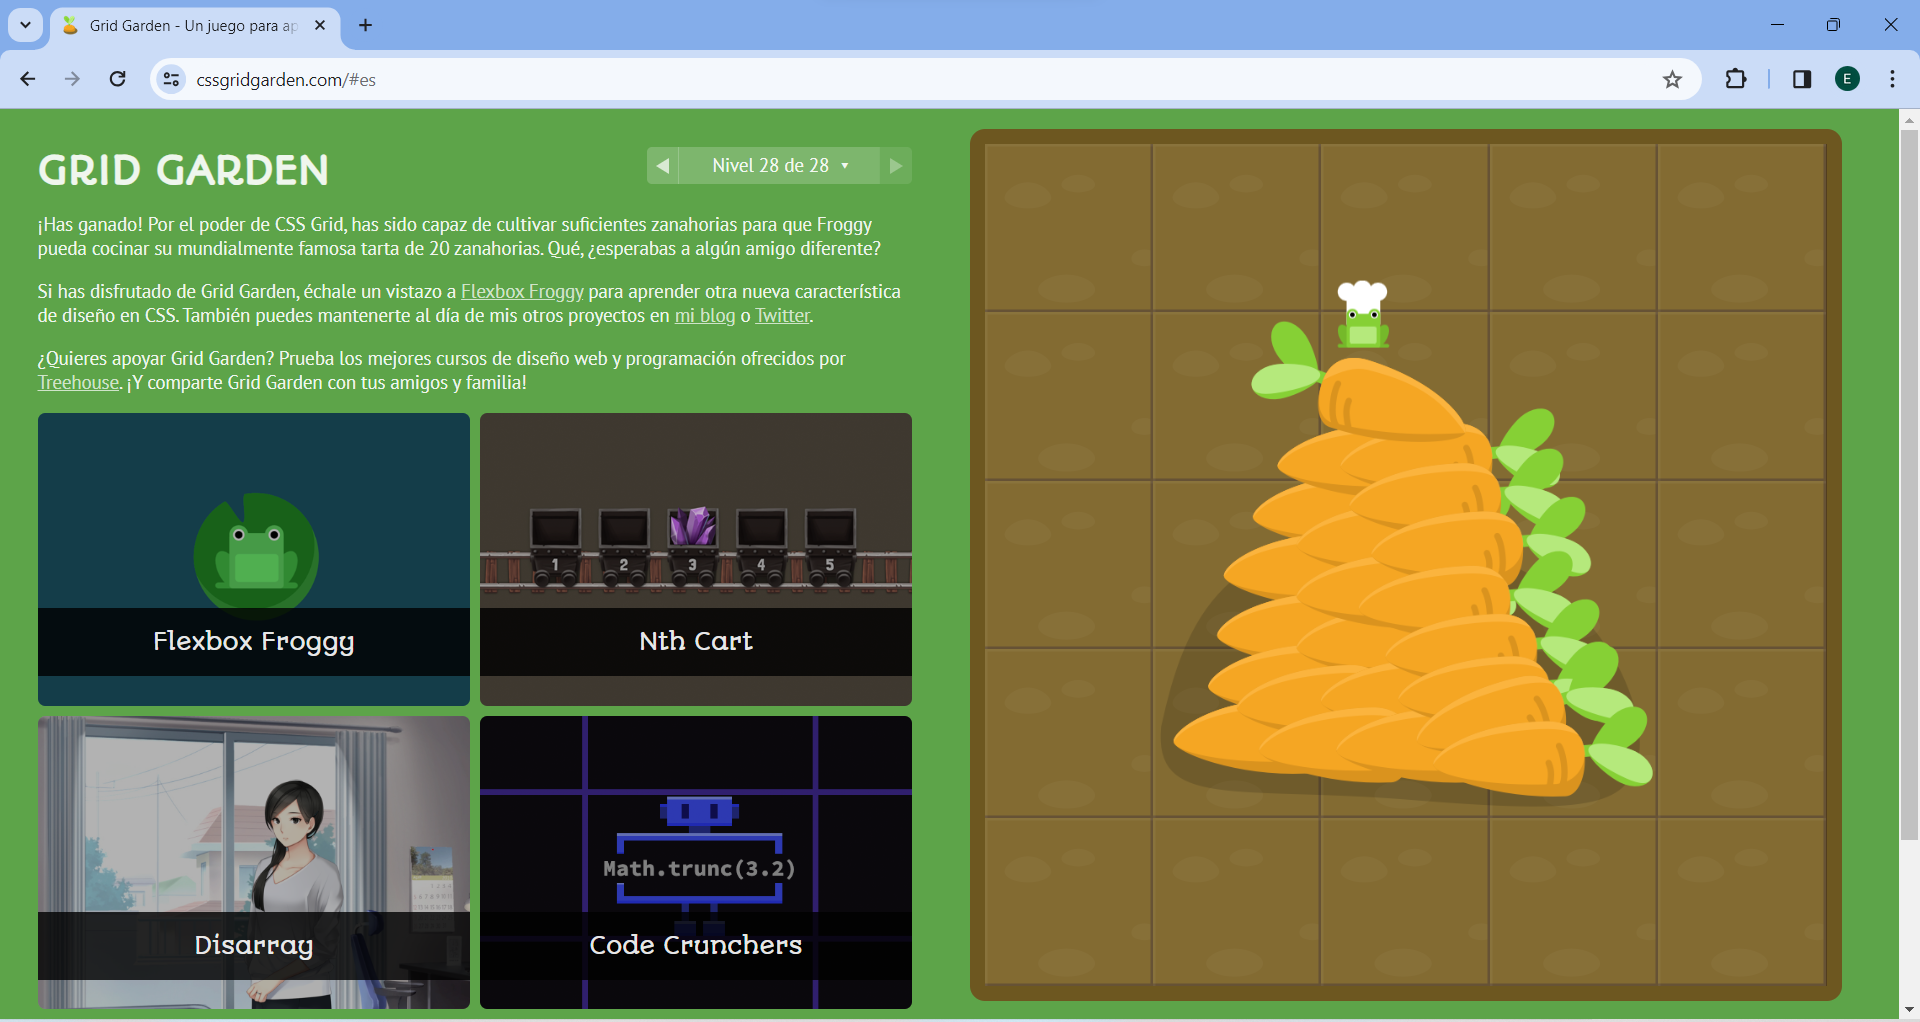 Grid Garden - Un juego para ap
cssgridgarden.com/#es
E
GRID GARDEN
Nivel 28 de 28
¡Has ganado! Por el poder de CSS Grid, has sido capaz de cultivar suficientes zanahorias para que Froggy
pueda cocinar su mundialmente famosa tarta de 20 zanahorias. Qué, ¿esperabas a algún amigo diferente?
Si has disfrutado de Grid Garden, échale un vistazo a Flexbox Froggy para aprender otra nueva característica
de diseño en CSS. También puedes mantenerte al día de mis otros proyectos en mi blog o Twitter.
¿Quieres apoyar Grid Garden? Prueba los mejores cursos de diseño web y programación ofrecidos por
Treehouse. ¡Y comparte Grid Garden con tus amigos y familia!
Flexbox Froggy
1 2 3 4 5
Nth Cart
Disarray
Math.trunc(3.2)
Code Crunchers